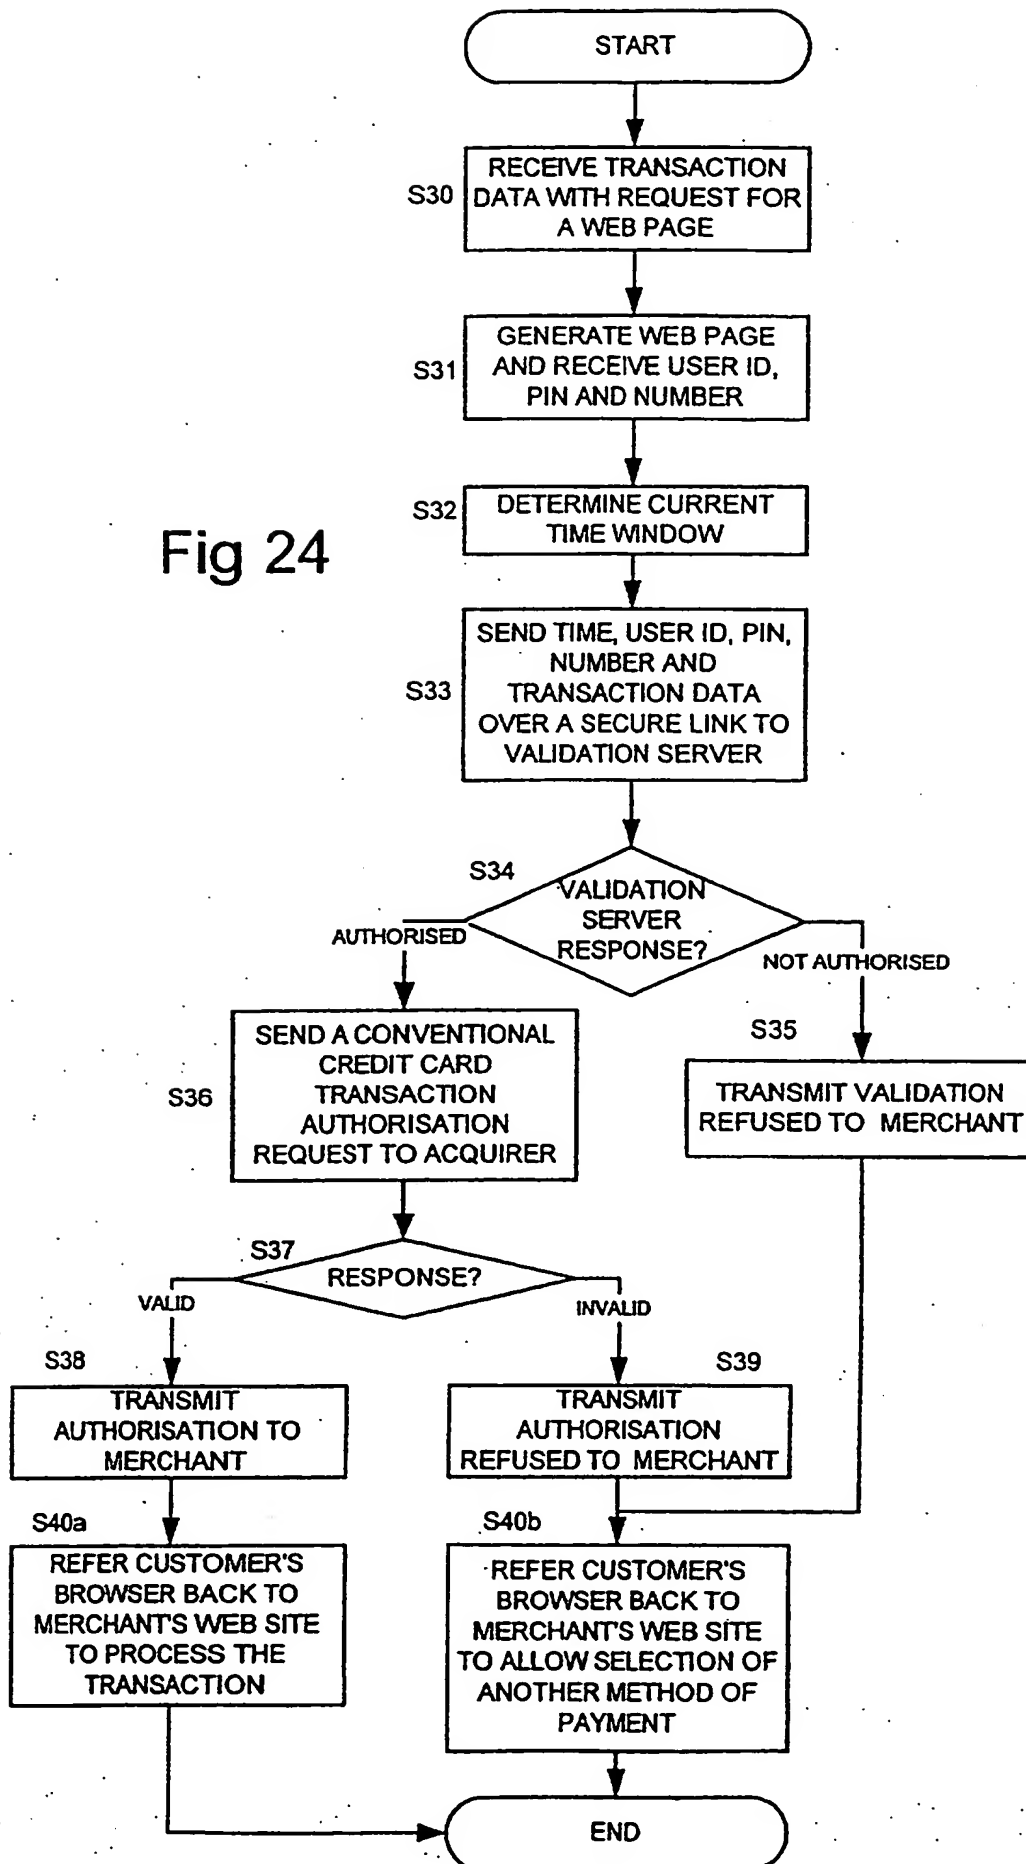 START
S30
RECEIVE TRANSACTION
DATA WITH REQUEST FOR
A WEB PAGE
S31
GENERATE WEB PAGE
AND RECEIVE USER ID,
PIN AND NUMBER
S32
DETERMINE CURRENT
TIME WINDOW
Fig 24
S33
SEND TIME, USER ID, PIN,
NUMBER AND
TRANSACTION DATA
OVER A SECURE LINK TO
VALIDATION SERVER
S34
VALIDATION
SERVER
RESPONSE?
AUTHORISED
NOT AUTHORISED
S36
SEND A CONVENTIONAL
CREDIT CARD
TRANSACTION
AUTHORISATION
REQUEST TO ACQUIRER
S35
TRANSMIT VALIDATION
REFUSED TO MERCHANT
S37
RESPONSE?
VALID
INVALID
S38
TRANSMIT
AUTHORISATION TO
MERCHANT
S39
TRANSMIT
AUTHORISATION
REFUSED TO MERCHANT
S40a
REFER CUSTOMER'S
BROWSER BACK TO
MERCHANT'S WEB SITE
TO PROCESS THE
TRANSACTION
S40b
REFER CUSTOMER'S
BROWSER BACK TO
MERCHANT'S WEB SITE
TO ALLOW SELECTION OF
ANOTHER METHOD OF
PAYMENT
END